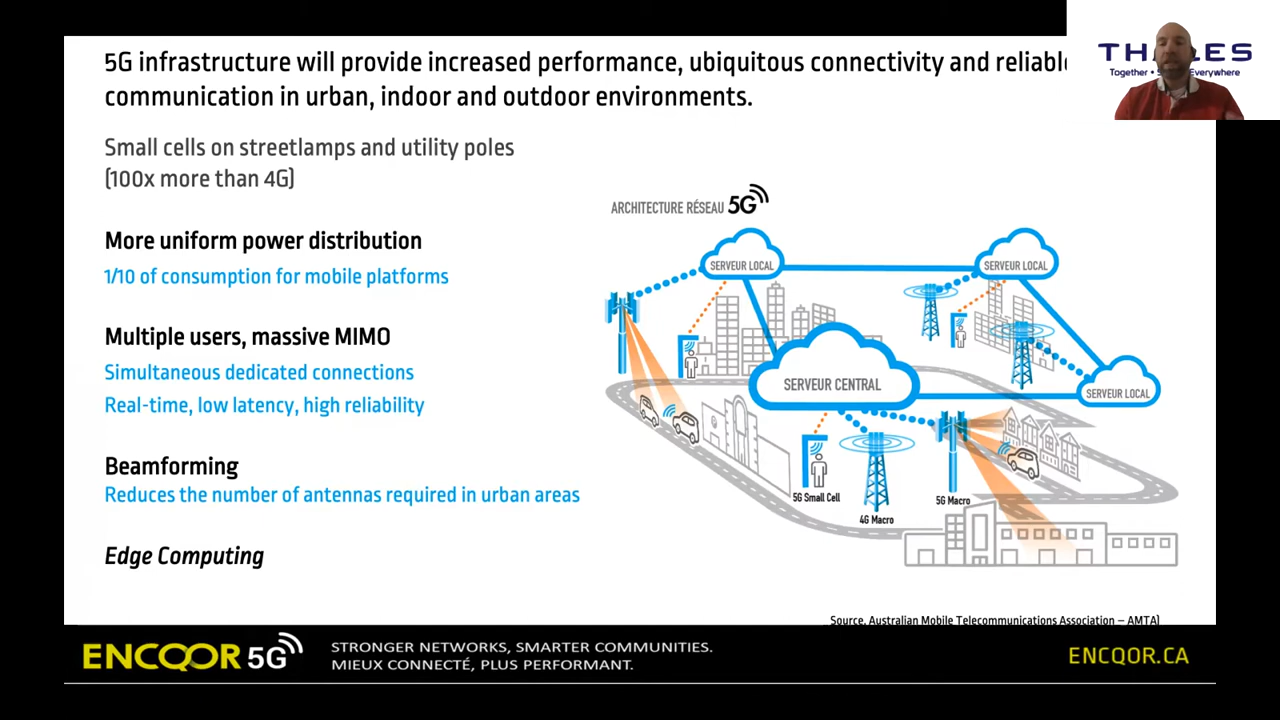 5G infrastructure will provide increased performance, ubiquitous connectivity and
communication in urban, indoor and outdoor environments.
Together • Everywhere
Small cells on streetlamps and utility poles
(100x more than 4G)
More uniform power distribution
1/10 of consumption for mobile platforms
Multiple users, massive MIMO
Simultaneous dedicated connections
Real-time, low latency, high reliability
Beamforming
Reduces the number of antennas required in urban areas
Edge Computing
ARCHITECTURE RÉSEAU 5G
SERVEUR LOCAL
SERVEUR LOCAL
SERVEUR CENTRAL
SERVEUR LOCAL
5G Small Cell
4G Macro
5G Macro
Source, Australian Mobile Telecommunications Association – AMTA)
ENCQOR 5G
STRONGER NETWORKS, SMARTER COMMUNITIES.
MIEUX CONNECTÉ, PLUS PERFORMANT.
ENCQOR.CA